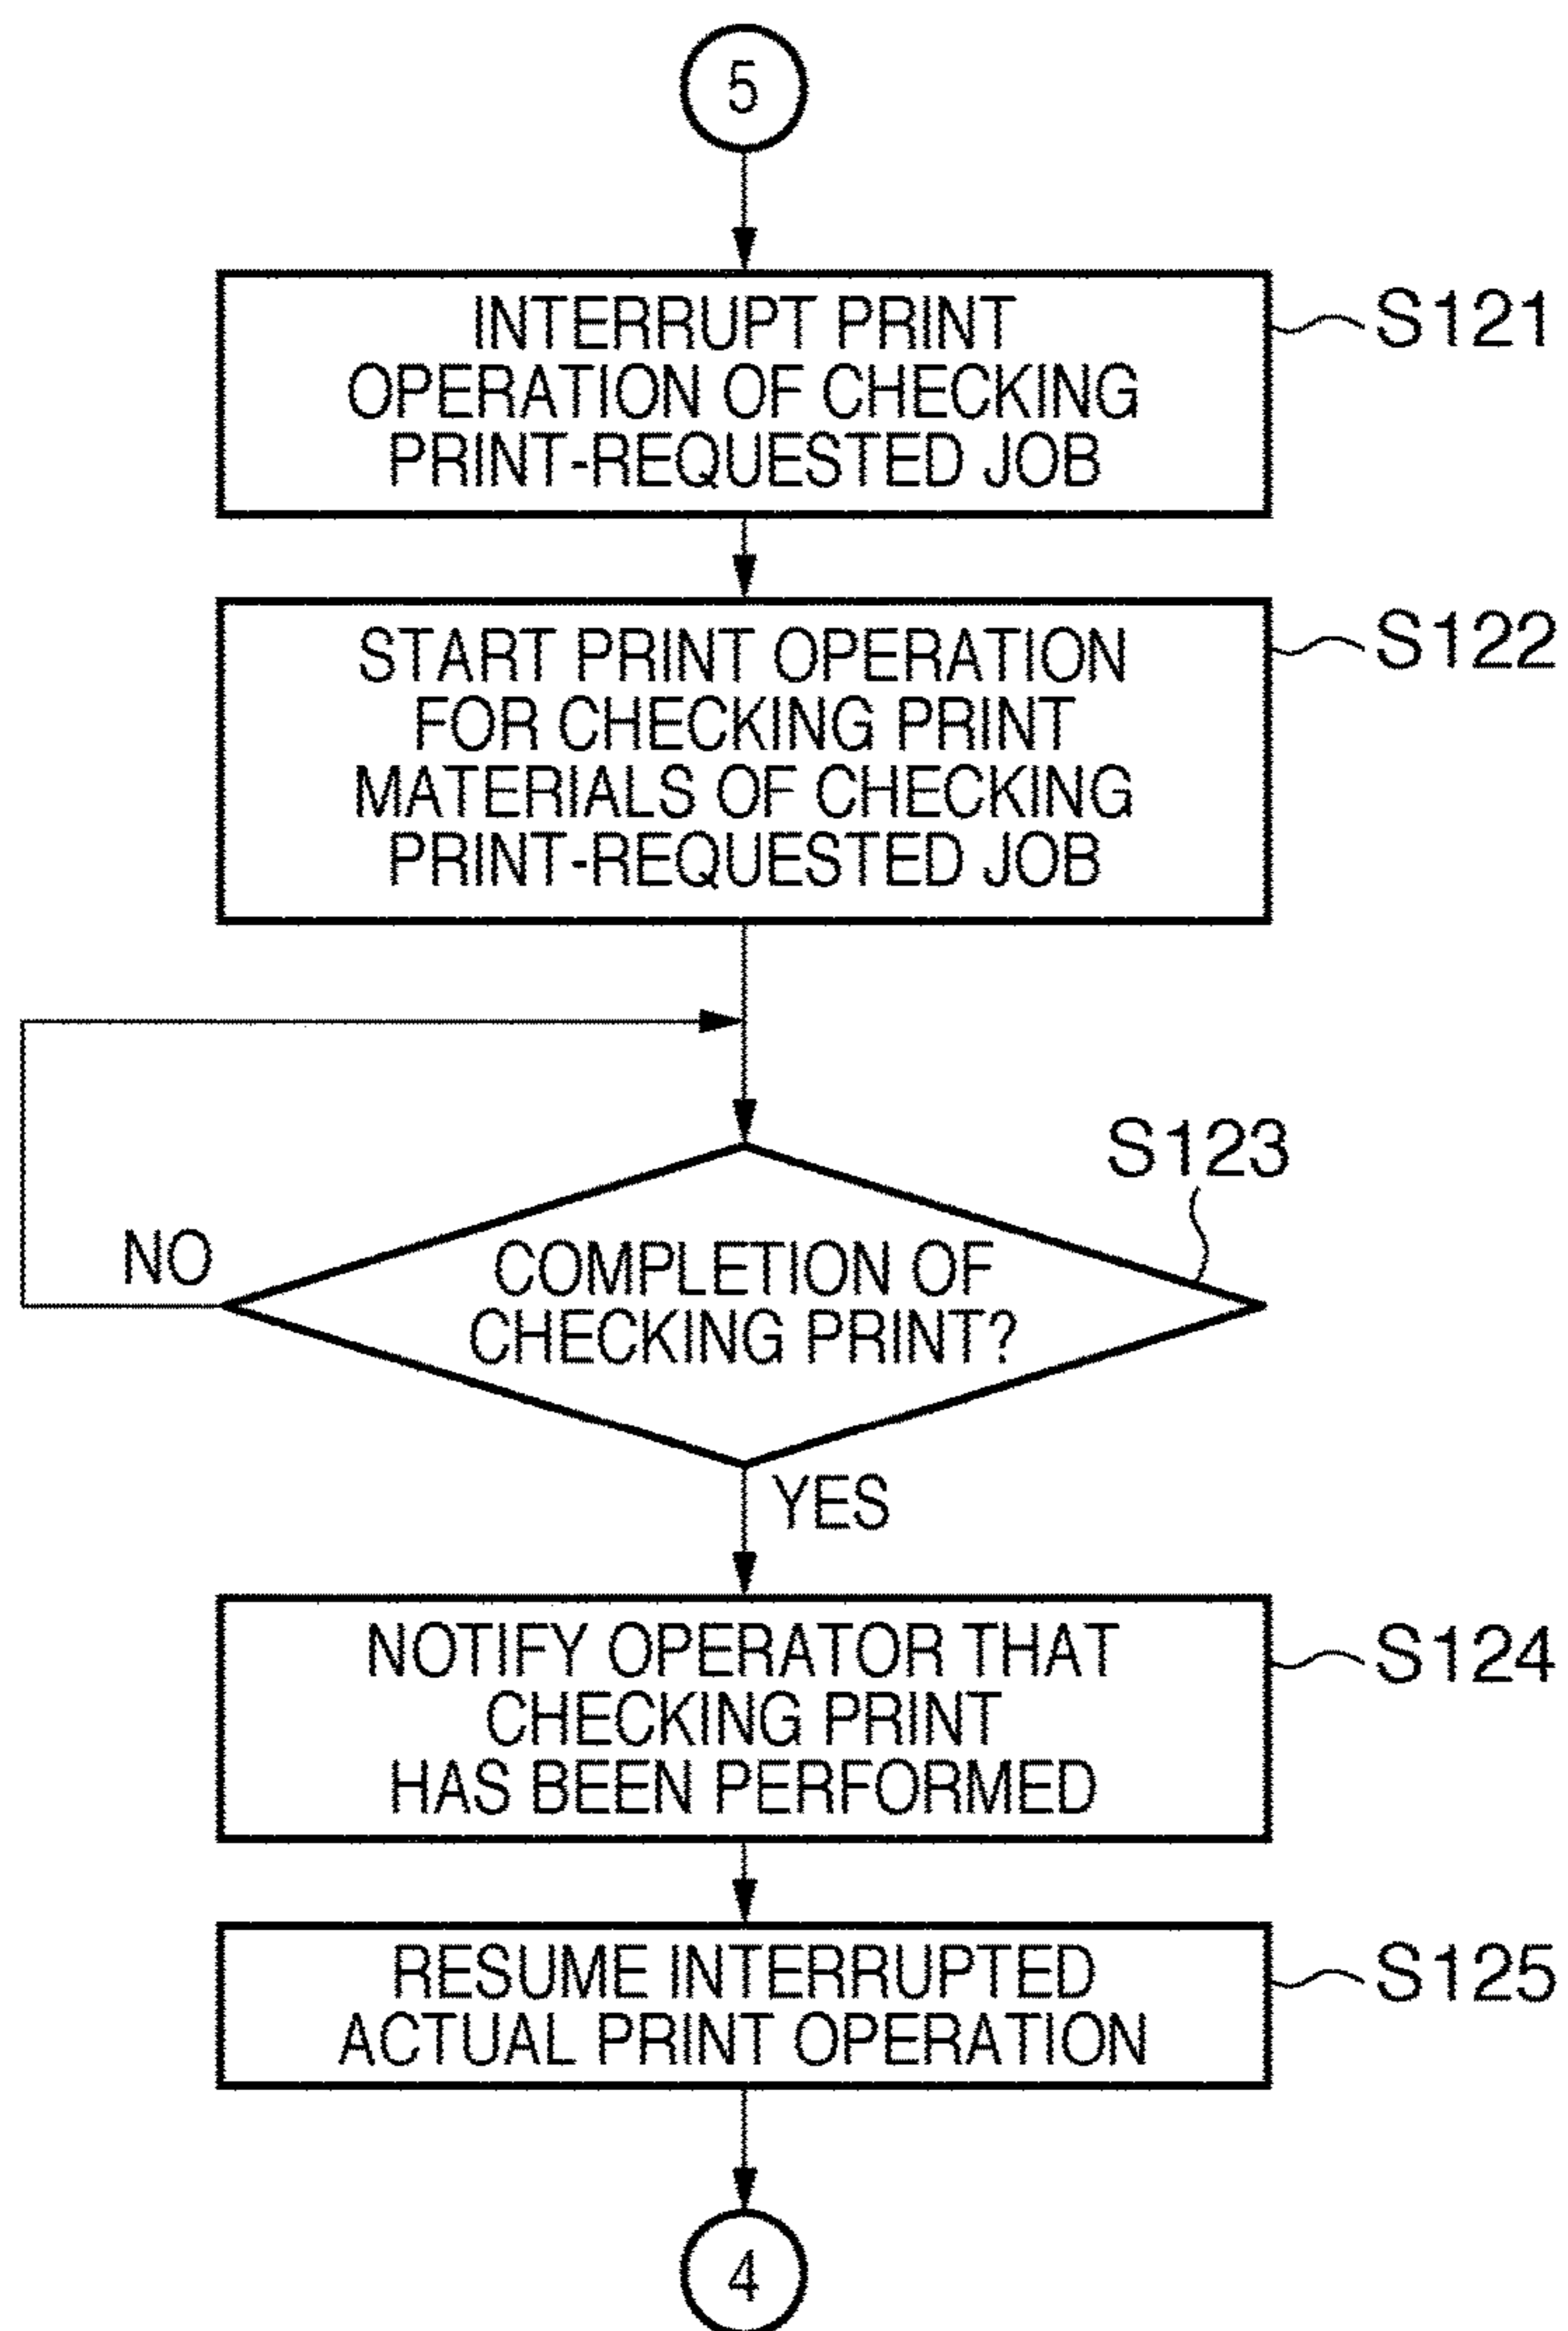 5
INTERRUPT PRINT
OPERATION OF CHECKING
PRINT-REQUESTED JOB
S121
START PRINT OPERATION
FOR CHECKING PRINT
MATERIALS OF CHECKING
PRINT-REQUESTED JOB
S122
S123
NO
COMPLETION OF
CHECKING PRINT?
YES
NOTIFY OPERATOR THAT
CHECKING PRINT
HAS BEEN PERFORMED
S124
RESUME INTERRUPTED
ACTUAL PRINT OPERATION
S125
4